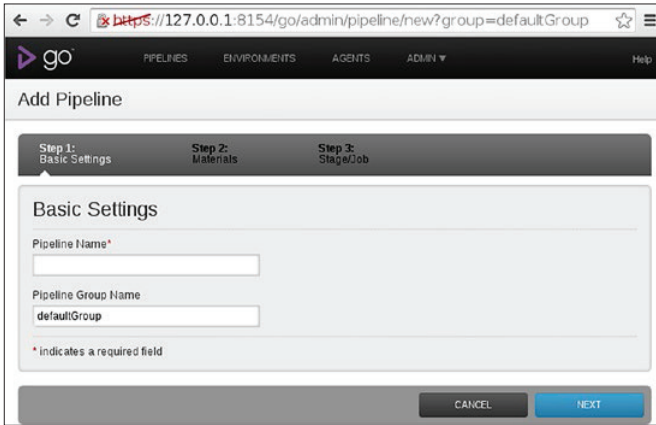 https://127.0.0.1:8154/go/admin/pipeline/new?group=defaultGroup
go PIPELINES ENVIRONMENTS AGENTS ADMIN ▼ Help
Add Pipeline
Step 1: Step 2: Step 3:
Basic Settings Materials Stage/Job
Basic Settings
Pipeline Name*
Pipeline Group Name
defaultGroup
* indicates a required field
CANCEL NEXT